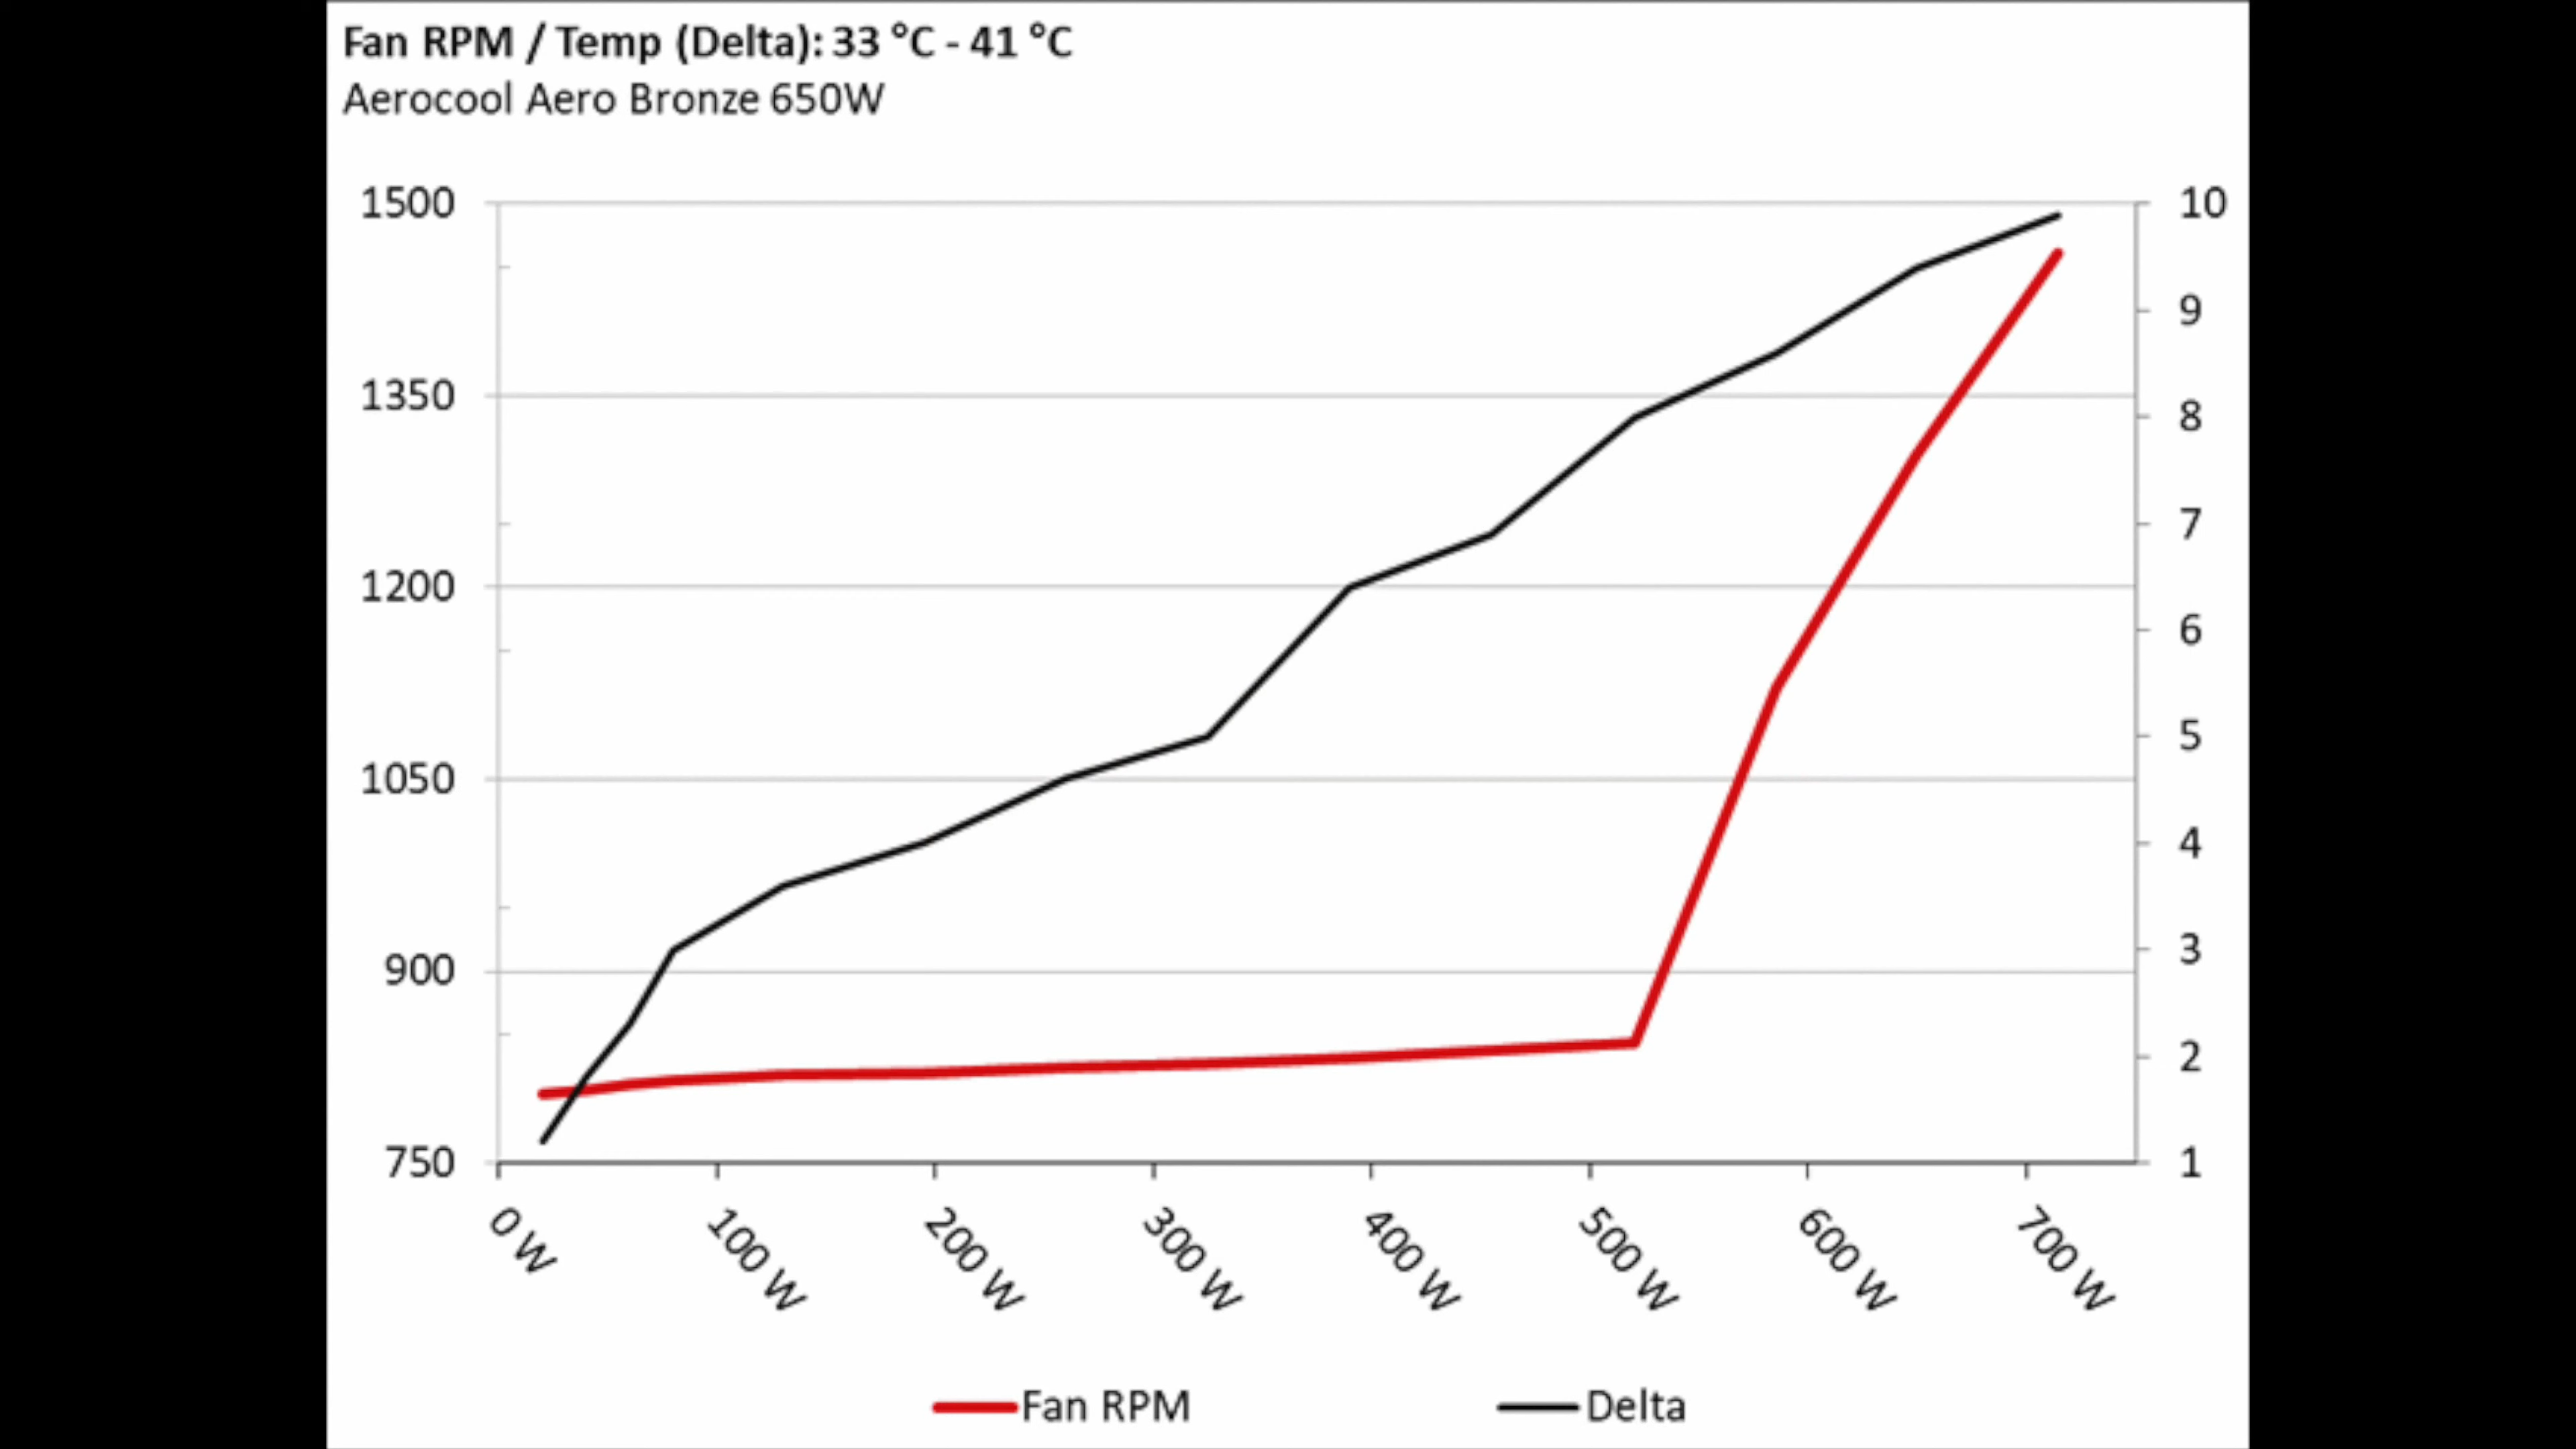 Fan RPM / Temp (Delta): 33 °C - 41 °C
Aerocool Aero Bronze 650W
1500
1350
1200
1050
900
750
10
9
8
7
6
5
4
3
2
1
0 W
100 W
200 W
300 W
400 W
500 W
600 W
700 W
Fan RPM
Delta